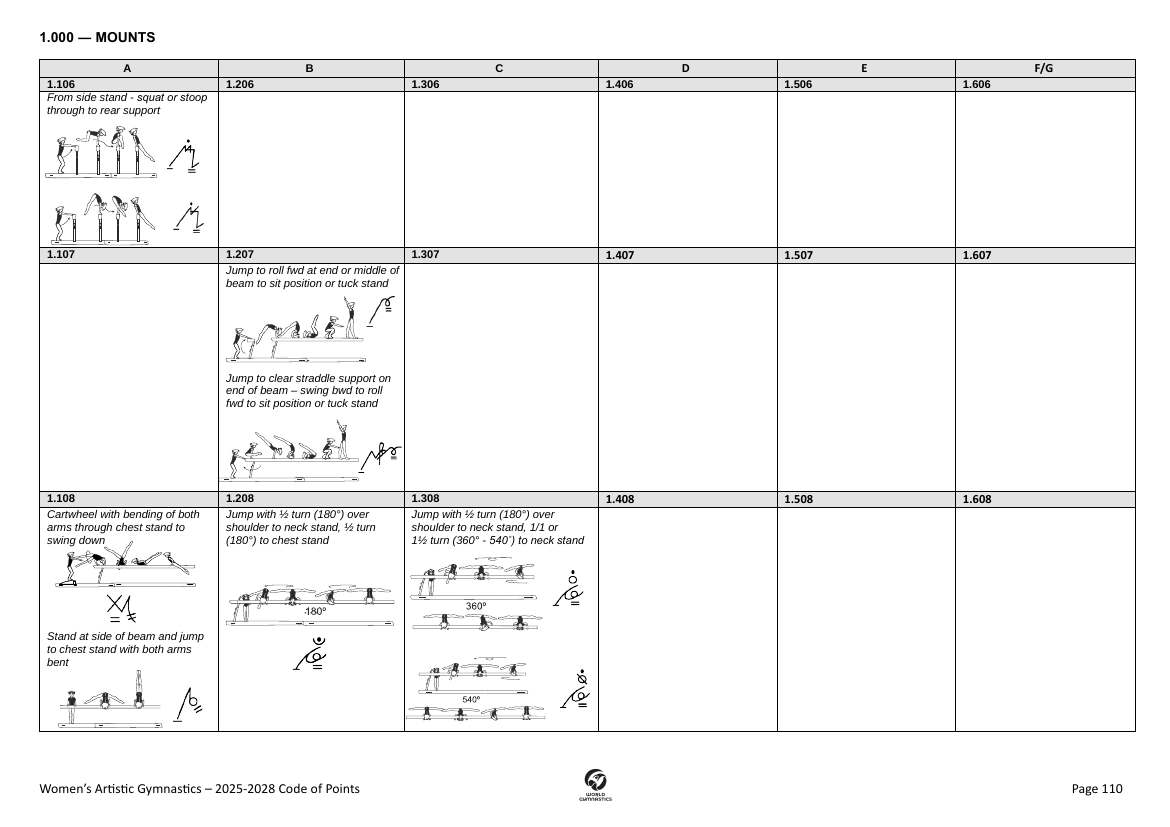 1.000 — MOUNTS
A B C D E F/G
1.106 1.206 1.306 1.406 1.506 1.606
From side stand - squat or stoop
through to rear support
1.107 1.207 1.307 1.407 1.507 1.607
Jump to roll fwd at end or middle of
beam to sit position or tuck stand
Jump to clear straddle support on
end of beam – swing bwd to roll
fwd to sit position or tuck stand
1.108 1.208 1.308 1.408 1.508 1.608
Cartwheel with bending of both
arms through chest stand to
swing down
Stand at side of beam and jump
to chest stand with both arms
bent
Jump with ½ turn (180°) over
shoulder to neck stand, ½ turn
(180°) to chest stand
180°
Jump with ½ turn (180°) over
shoulder to neck stand, 1/1 or
1½ turn (360° - 540˚) to neck stand
360°
540°
Women's Artistic Gymnastics – 2025-2028 Code of Points
WORLD
GYMNASTICS
Page 110